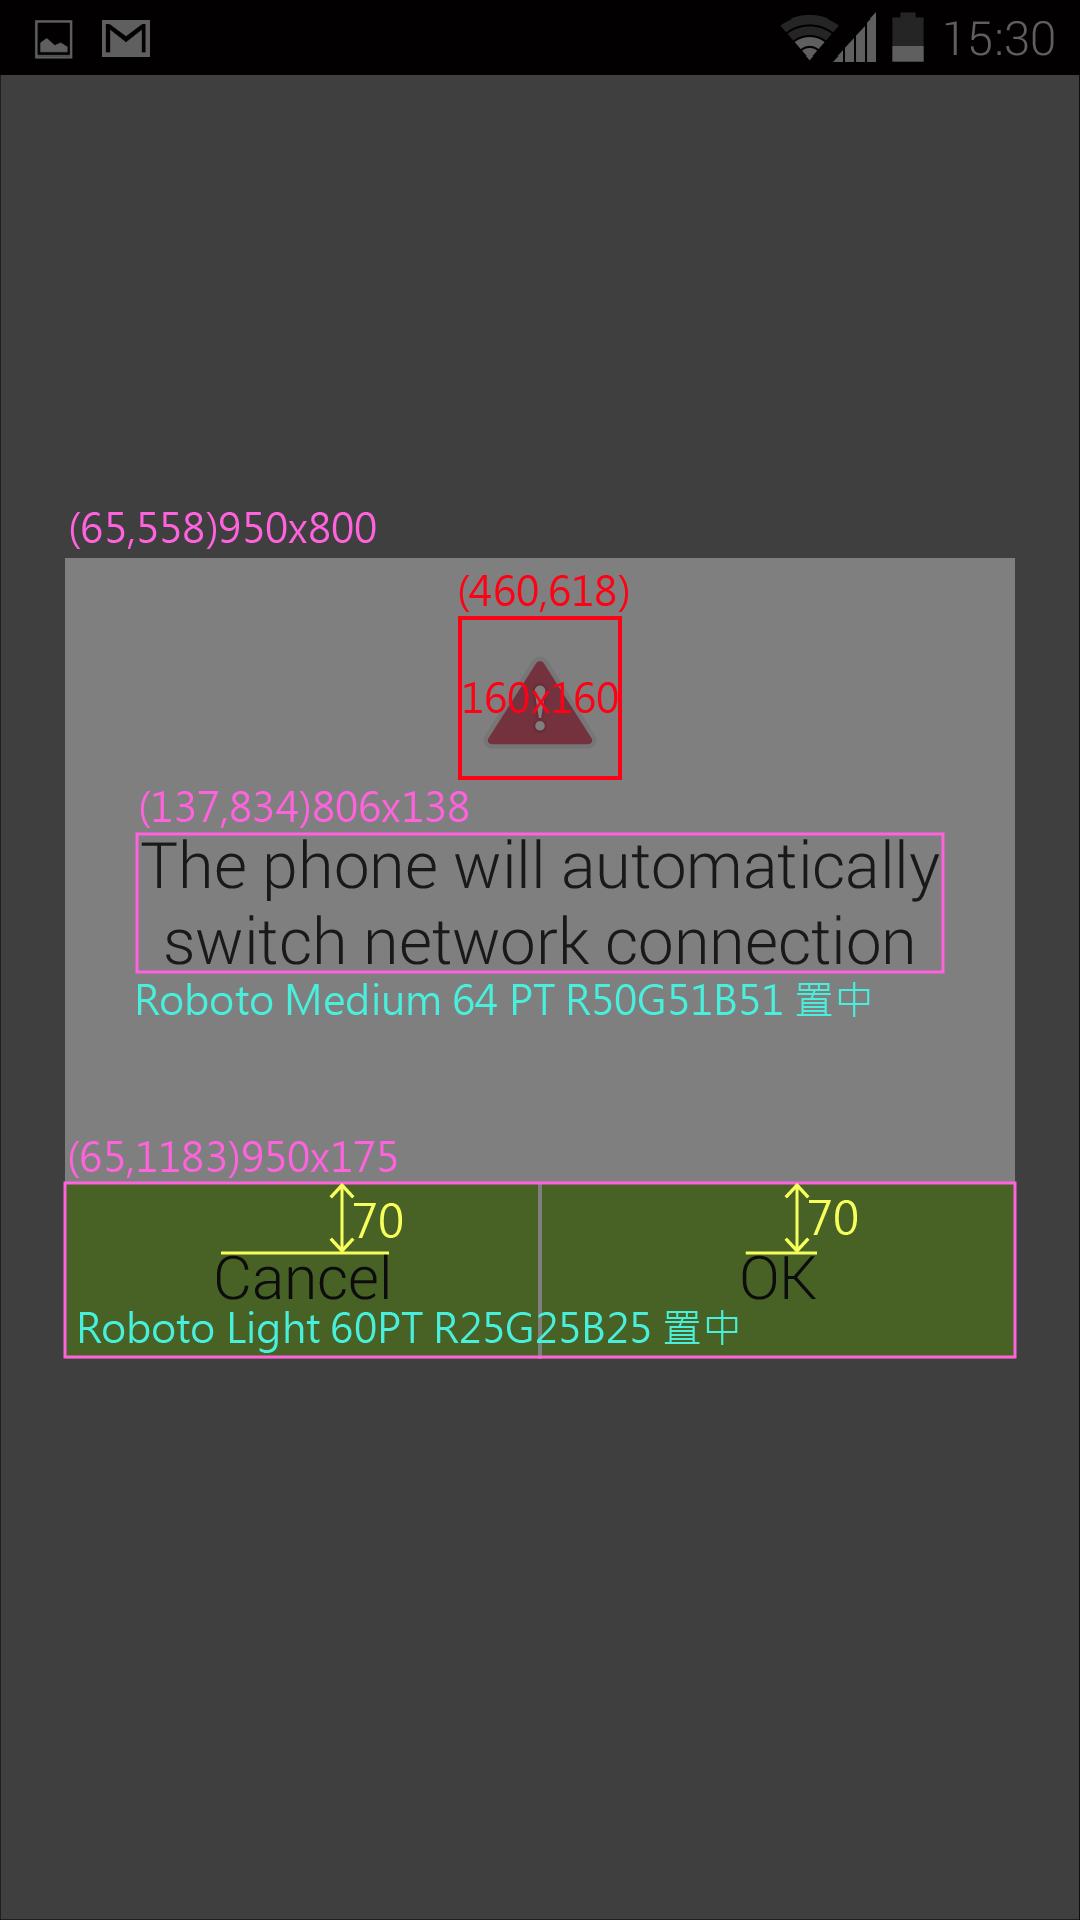 15:30
(65,558)950x800
(460,618)
160x160
(137,834)806x138
The phone will automatically
switch network connection
Roboto Medium 64 PT R50G51B51 置中
(65,1183)950x175
70
70
Cancel
OK
Roboto Light 60PT R25G25B25 置中